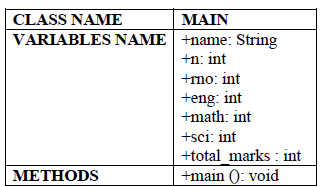 CLASS NAME MAIN
VARIABLES NAME +name: String
+n: int
+rno: int
+eng: int
+math: int
+sci: int
+total_marks : int
METHODS +main (): void